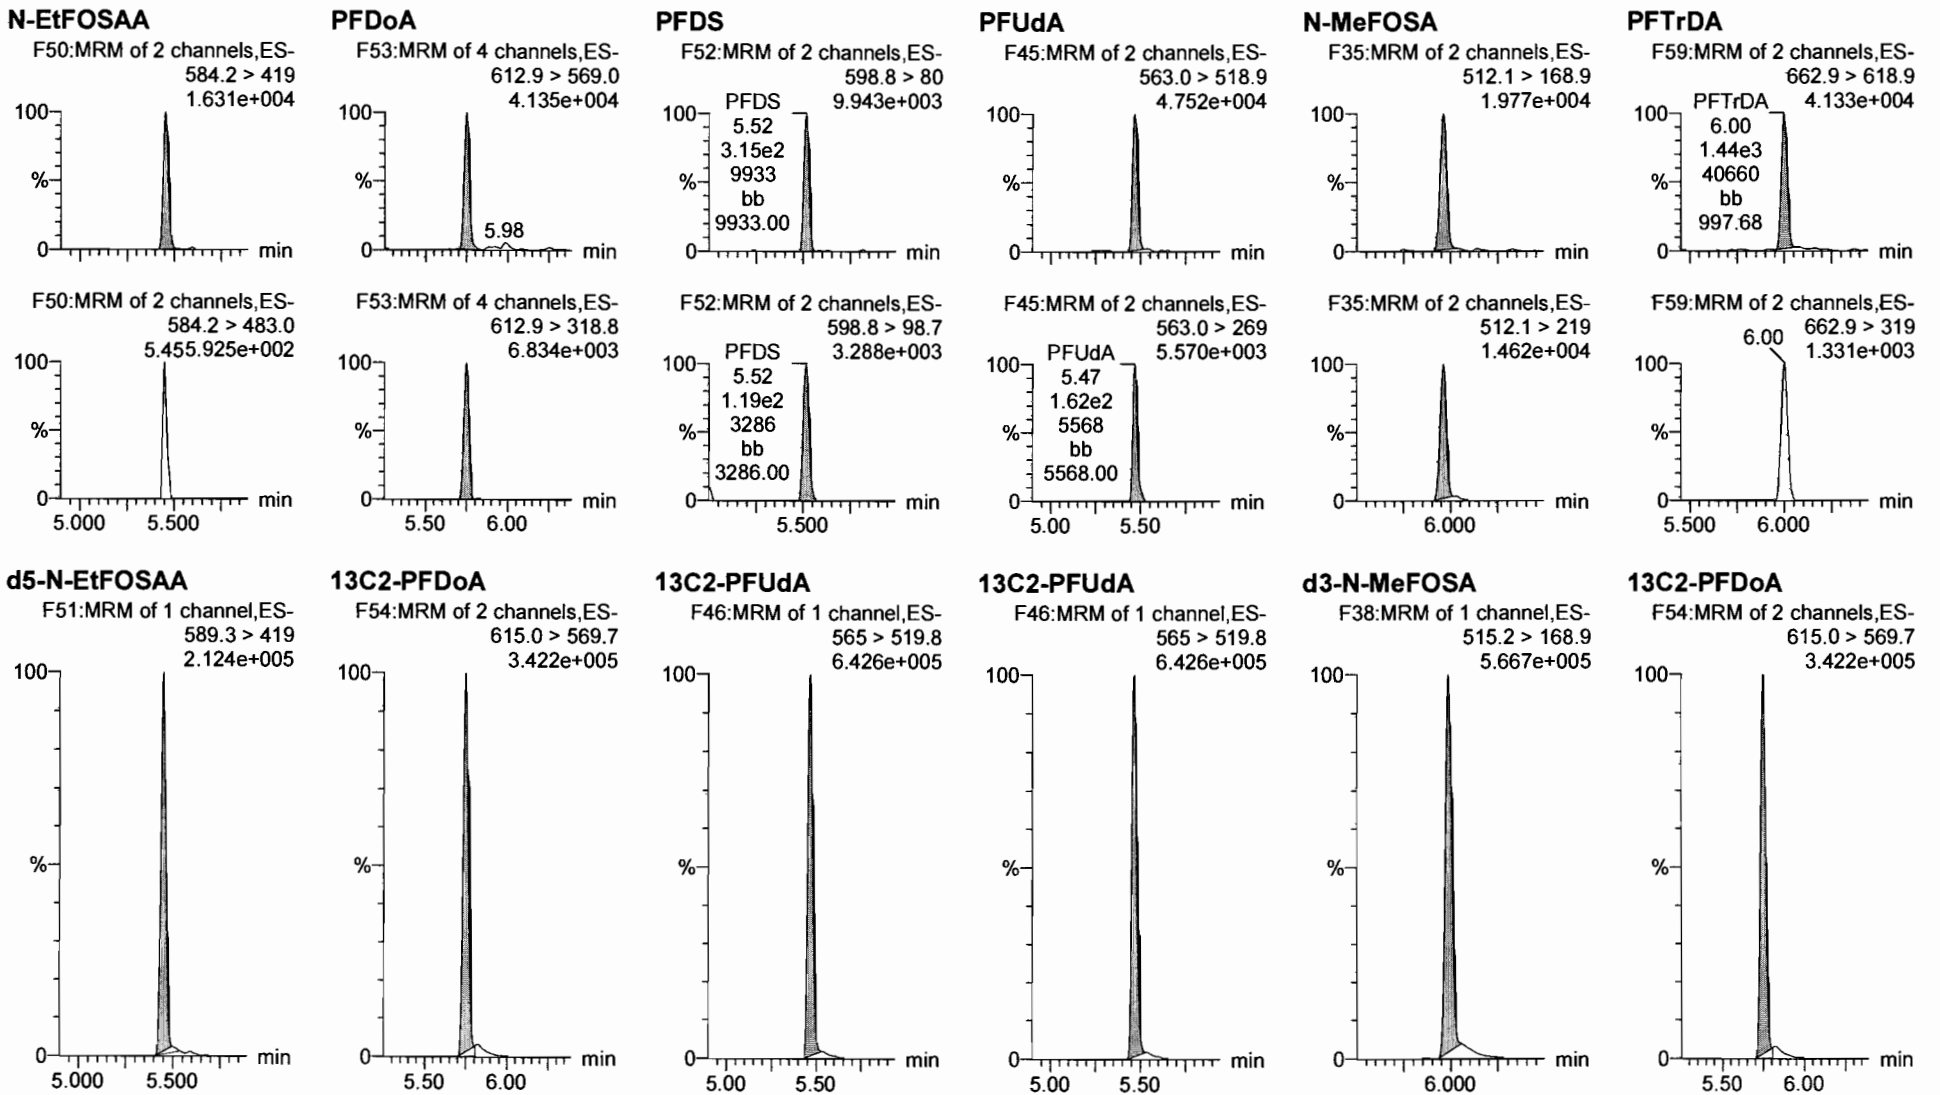 N-EtFOSAA
F50:MRM of 2 channels,ES-
584.2 > 419
1.631e+004
100
%
0
min
F50:MRM of 2 channels,ES-
584.2 > 483.0
5.455.925e+002
100
%
0
min
5.000 5.500
PFDoA
F53:MRM of 4 channels,ES-
612.9 > 569.0
4.135e+004
100
%
5.98
0
min
F53:MRM of 4 channels,ES-
612.9 > 318.8
6.834e+003
100
%
0
min
5.50 6.00
PFDS
F52:MRM of 2 channels,ES-
598.8 > 80
9.943e+003
PFDS
5.52
3.15e2
9933
bb
9933.00
100
%
0
min
F52:MRM of 2 channels,ES-
598.8 > 98.7
3.288e+003
PFDS
5.52
1.19e2
3286
bb
3286.00
100
%
0
min
5.500
PFUdA
F45:MRM of 2 channels,ES-
563.0 > 518.9
4.752e+004
100
%
0
min
F45:MRM of 2 channels,ES-
563.0 > 269
5.570e+003
PFUdA
5.47
1.62e2
5568
bb
5568.00
100
%
0
min
5.00 5.50
N-MeFOSA
F35:MRM of 2 channels,ES-
512.1 > 168.9
1.977e+004
100
%
0
min
F35:MRM of 2 channels,ES-
512.1 > 219
1.462e+004
100
%
0
min
6.000
PFTrDA
F59:MRM of 2 channels,ES-
662.9 > 618.9
4.133e+004
PFTrDA
6.00
1.44e3
40660
bb
997.68
100
%
0
min
F59:MRM of 2 channels,ES-
662.9 > 319
1.331e+003
6.00
100
%
0
min
5.500 6.000
d5-N-EtFOSAA
F51:MRM of 1 channel,ES-
589.3 > 419
2.124e+005
100
%
0
min
5.000 5.500
13C2-PFDoA
F54:MRM of 2 channels,ES-
615.0 > 569.7
3.422e+005
100
%
0
min
5.50 6.00
13C2-PFUdA
F46:MRM of 1 channel,ES-
565 > 519.8
6.426e+005
100
%
0
min
5.00 5.50
13C2-PFUdA
F46:MRM of 1 channel,ES-
565 > 519.8
6.426e+005
100
%
0
min
5.00 5.50
d3-N-MeFOSA
F38:MRM of 1 channel,ES-
515.2 > 168.9
5.667e+005
100
%
0
min
6.000
13C2-PFDoA
F54:MRM of 2 channels,ES-
615.0 > 569.7
3.422e+005
100
%
0
min
5.50 6.00